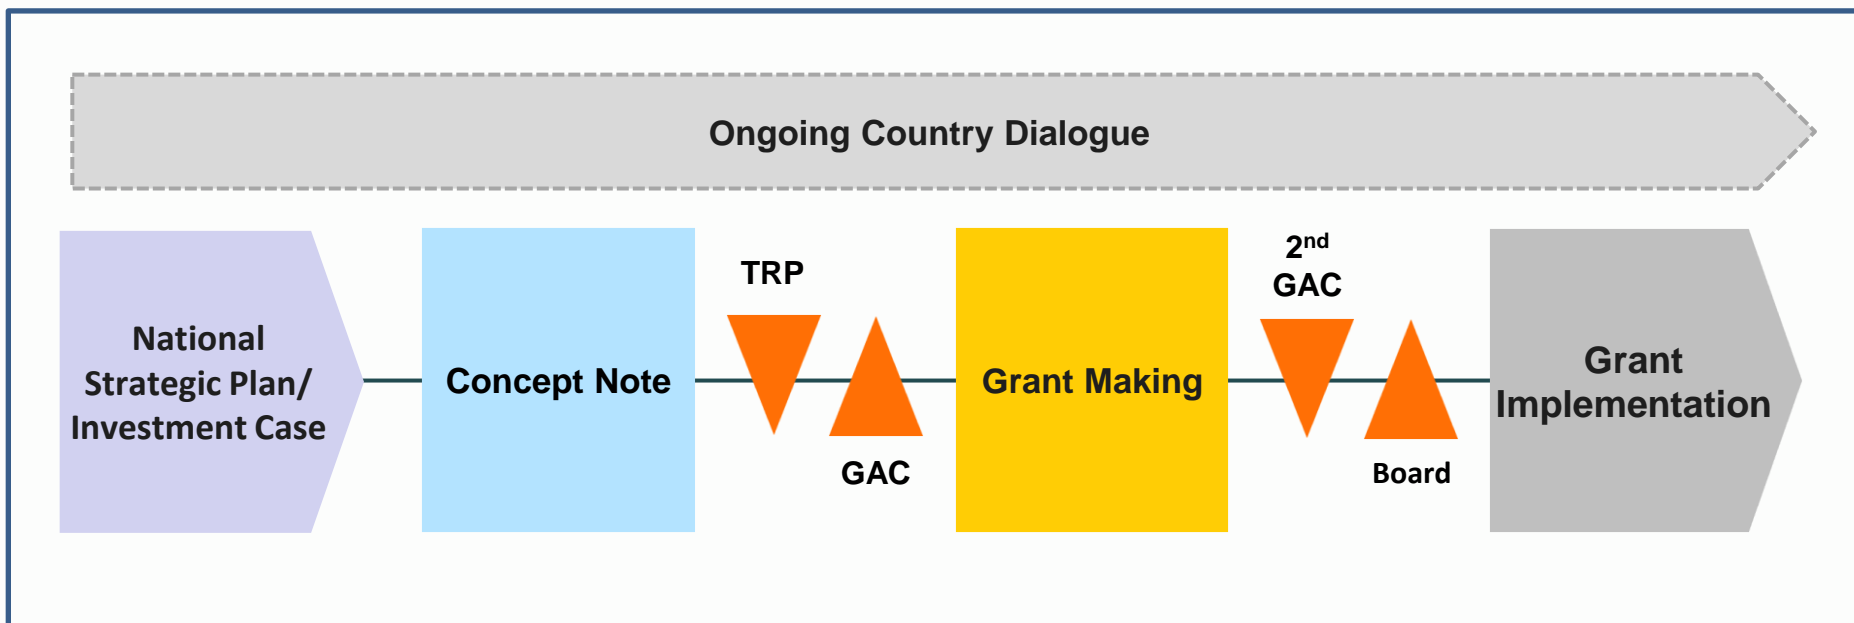 Ongoing Country Dialogue
National
Strategic Plan/
Investment Case
Concept Note
TRP
GAC
Grant Making
2nd
GAC
Board
Grant
Implementation